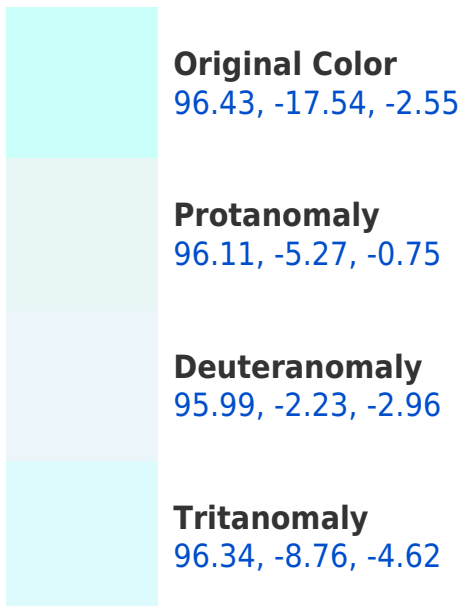 Original Color
96.43, -17.54, -2.55
Protanomaly
96.11, -5.27, -0.75
Deuteranomaly
95.99, -2.23, -2.96
Tritanomaly
96.34, -8.76, -4.62